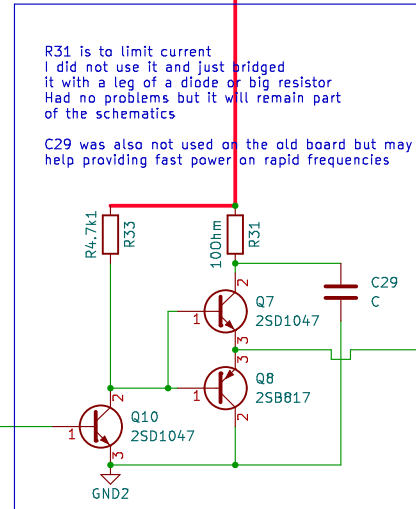 R31 is to limit current
I did not use it and just bridged
it with a leg of a diode or big resistor
Had no problems but it will remain part
of the schematics
C29 was also not used on the old board but may
help providing fast power on rapid frequencies
R4.7k1
R33
10Ohm
R31
2
Q7
2SD1047
1
3
C29
C
3
Q8
2SB817
1
2
2
Q10
2SD1047
1
3
GND2